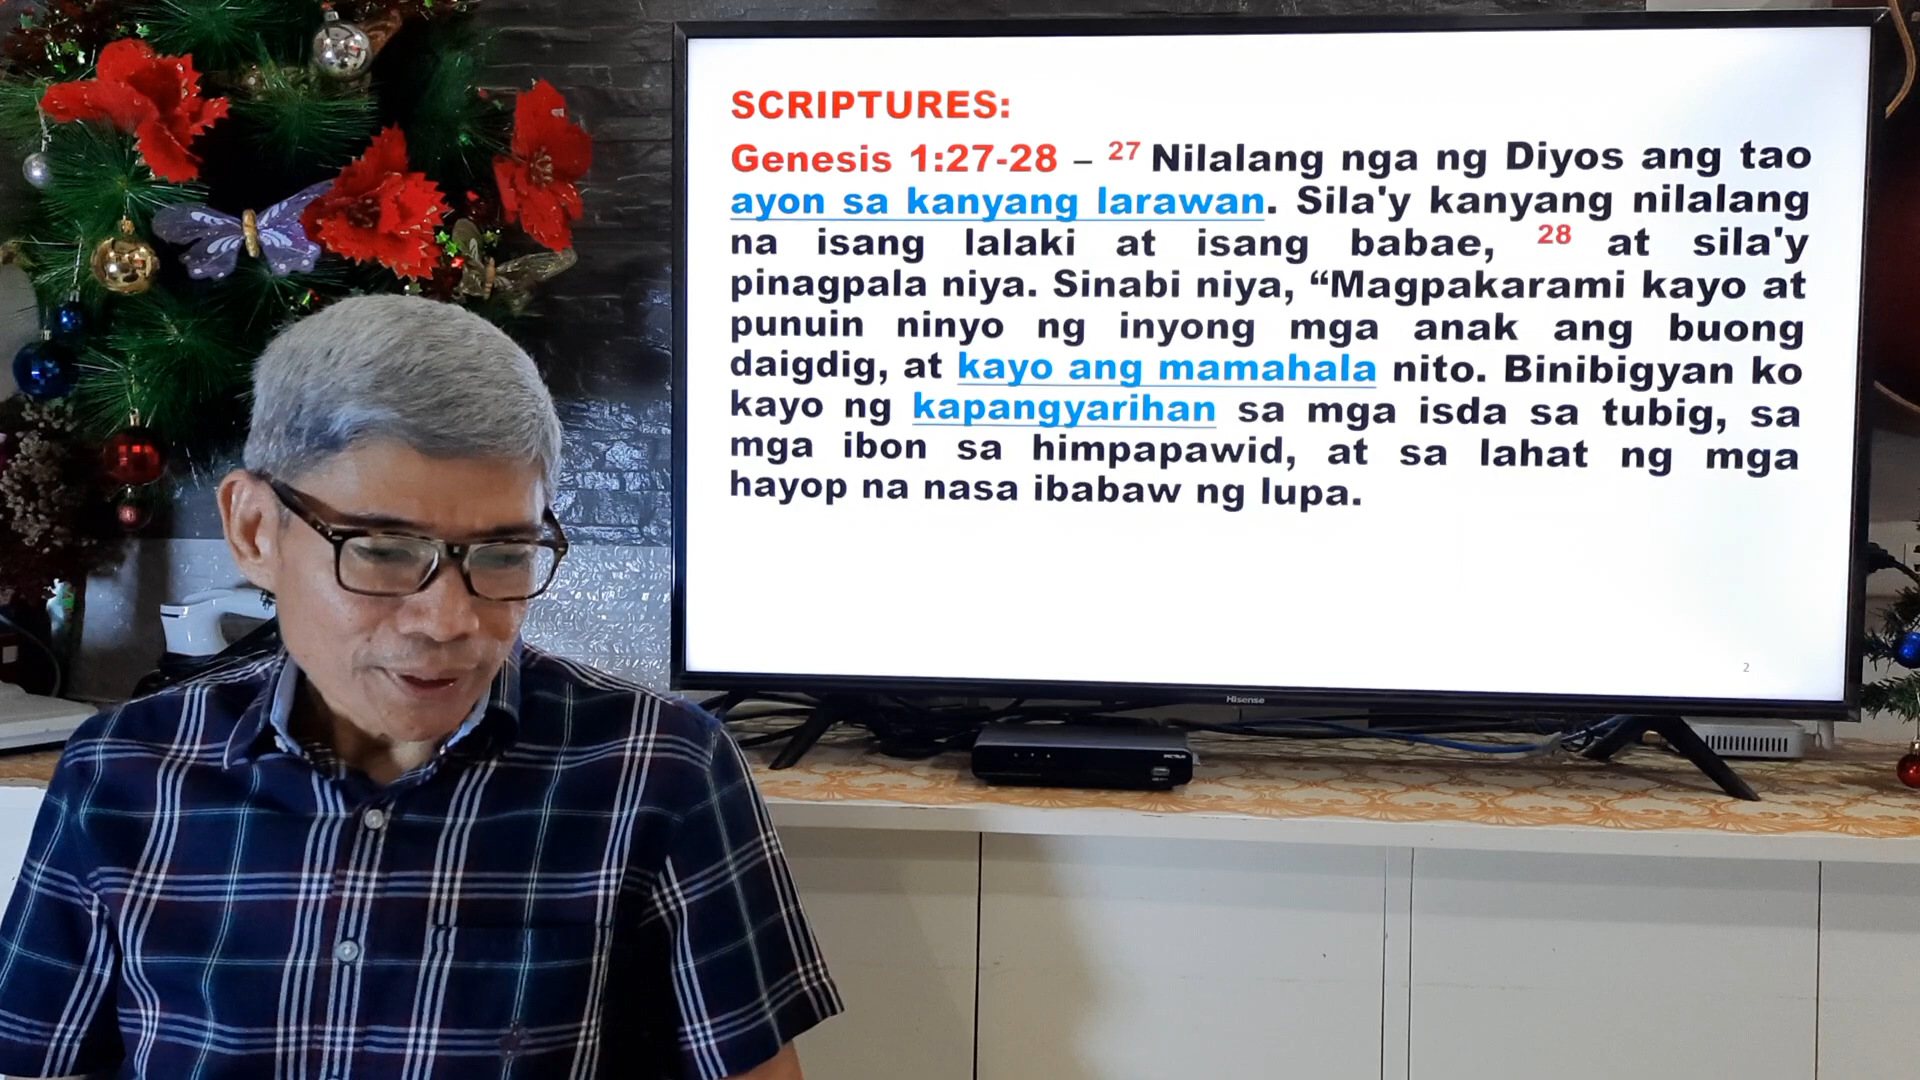 SCRIPTURES:
Genesis 1:27-28 – 27 Nilalang nga ng Diyos ang tao
ayon sa kanyang larawan. Sila'y kanyang nilalang
na isang lalaki at isang babae, 28 at sila'y
pinagpala niya. Sinabi niya, “Magpakarami kayo at
punuin ninyo ng inyong mga anak ang buong
daigdig, at kayo ang mamahala nito. Binibigyan ko
kayo ng kapangyarihan sa mga isda sa tubig, sa
mga ibon sa himpapawid, at sa lahat ng mga
hayop na nasa ibabaw ng lupa.
2
Hisense